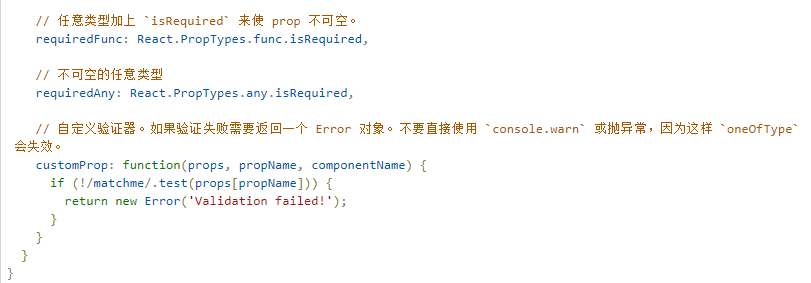 // 任意类型加上 `isRequired` 来使 prop 不可空。
requiredFunc: React.PropTypes.func.isRequired,
// 不可空的任意类型
requiredAny: React.PropTypes.any.isRequired,
// 自定义验证器。如果验证失败需要返回一个 Error 对象。不要直接使用 `console.warn` 或抛异常，因为这样 `oneOfType`
会失效。
customProp: function(props, propName, componentName) {
if (!/matchme/.test(props[propName])) {
return new Error('Validation failed!');
}
}
}
}